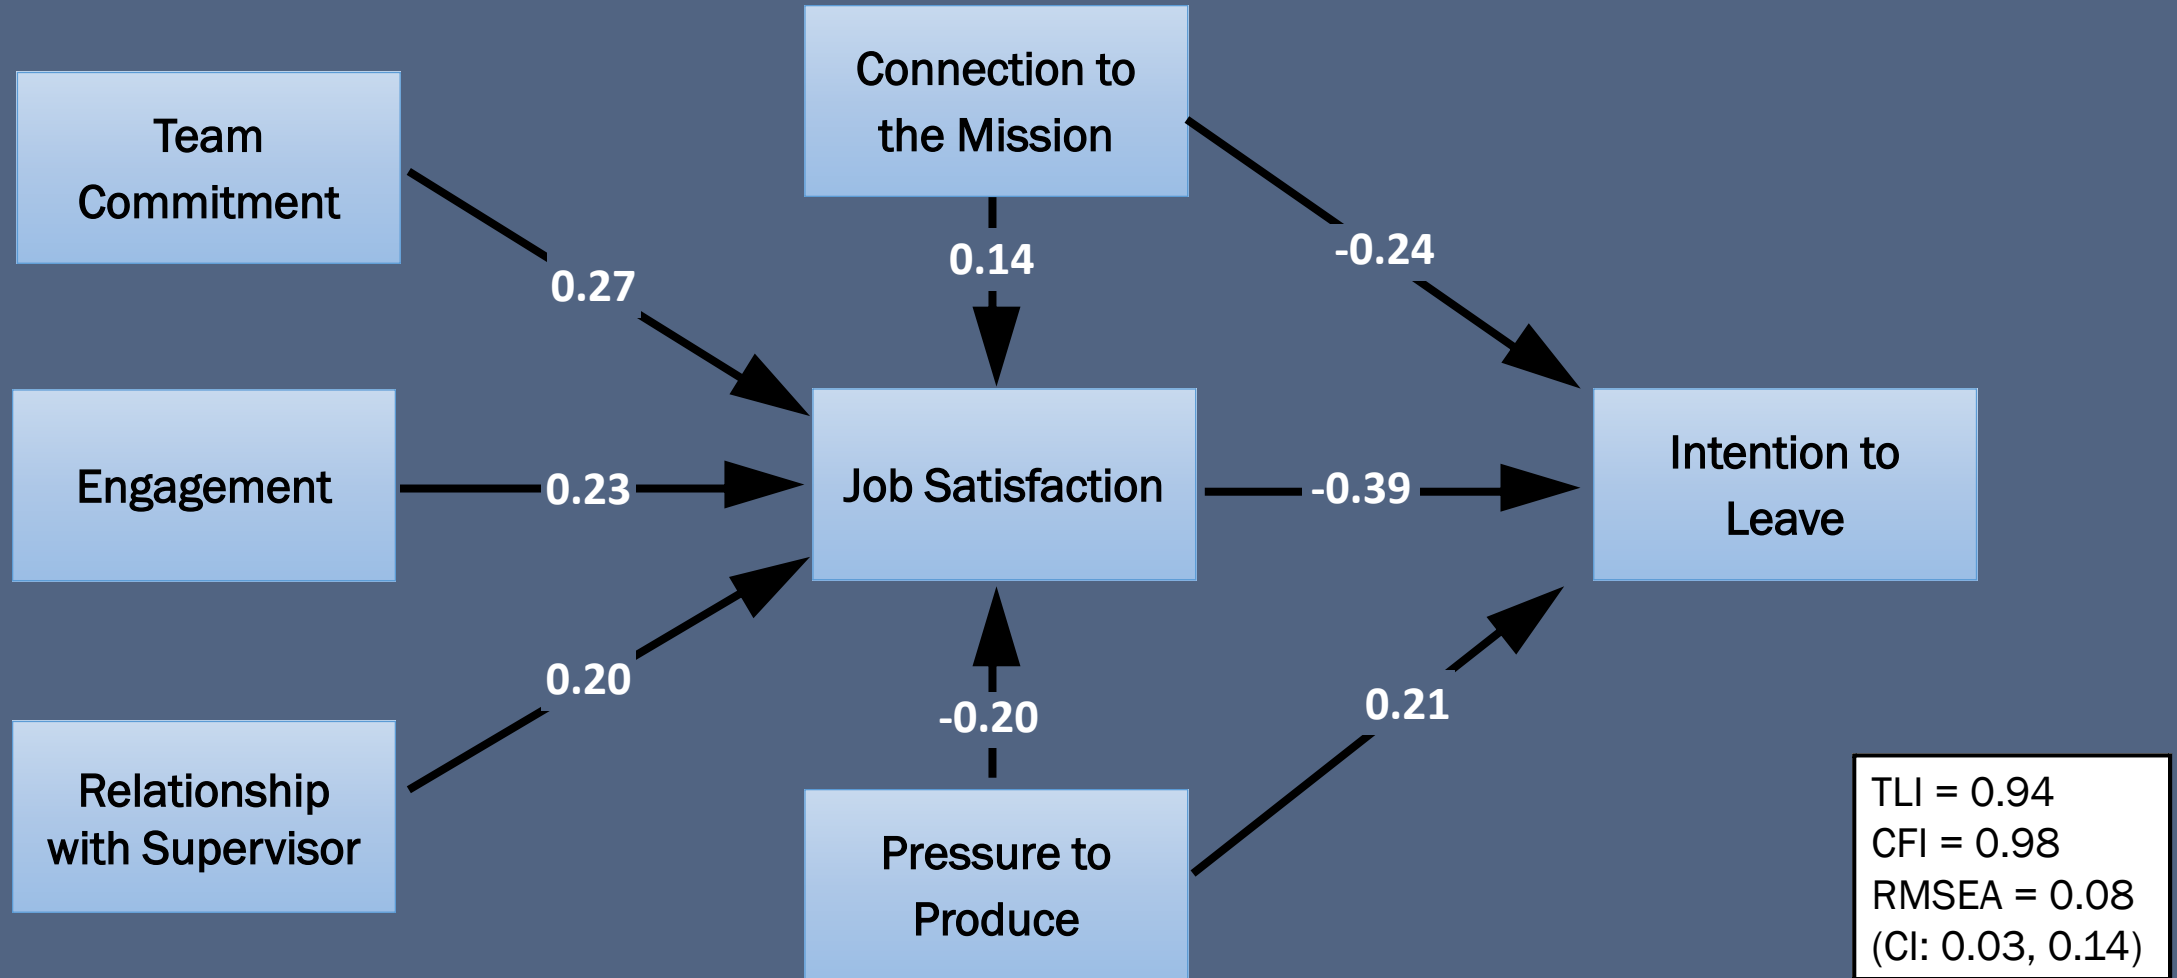 Connection to
the Mission
Team
Commitment
0.27
0.14
-0.24
Engagement
0.23
Job Satisfaction
-0.39
Intention to
Leave
0.20
-0.20
0.21
Relationship
with Supervisor
Pressure to
Produce
TLI = 0.94
CFI = 0.98
RMSEA = 0.08
(CI: 0.03, 0.14)